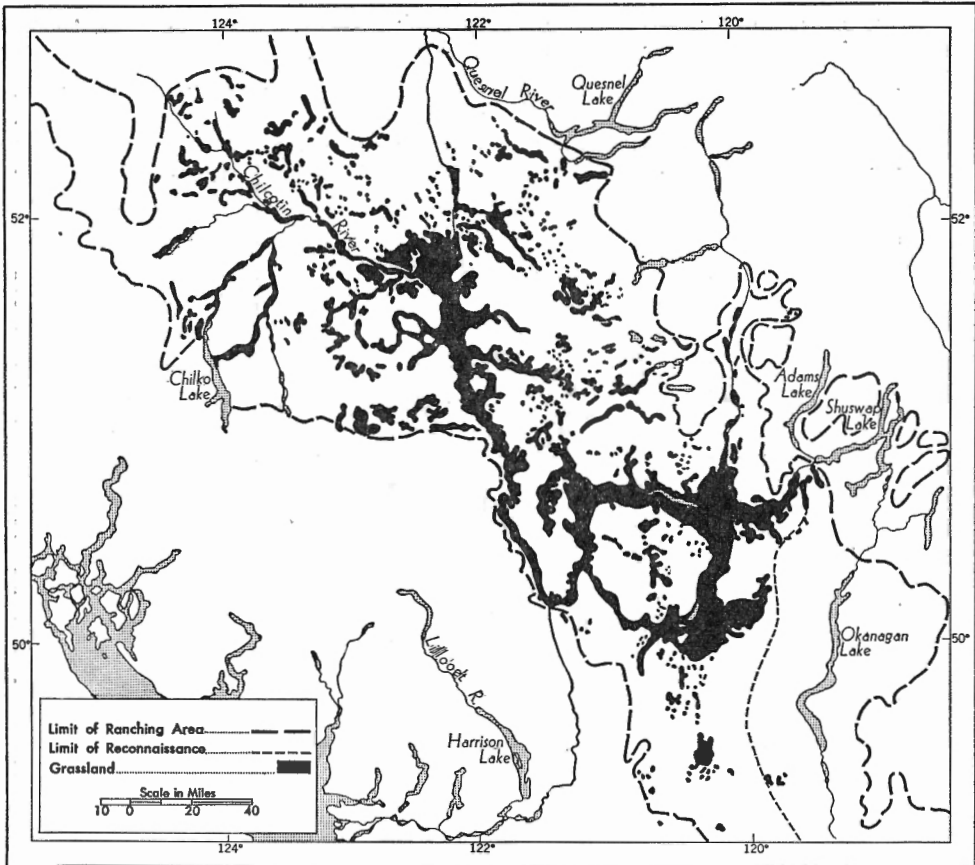 124°
122°
120°
Quesnel River
Quesnel
Lake
52°
52°
Chilcotin
River
Chilko
Lake
Adams
Lake
Shuswap
Lake
50°
50°
Okanagan
Lake
Lillooet R.
Harrison
Lake
Limit of Ranching Area
Limit of Reconnaissance
Grassland
Scale in Miles
10 0 20 40
124°
122°
120°